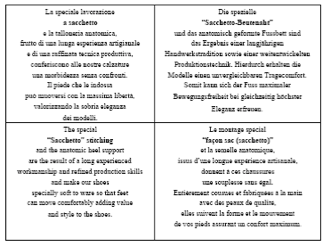 La speciale lavorazione
a sacchetto
e la talloneria anatomica,
frutto di una lunga esperienza artigianale
e di una raffinata tecnica produttiva,
conferiscono alle nostre calzature
una morbidezza senza confronti.
Il piede che le indossa
può muoversi con la massima libertà,
valorizzando la sobria eleganza
dei modelli.
Die spezielle
"Sacchetto-Beutennaht"
und das anatomisch geformte Fussbett sind
das Ergebnis einer langjährigen
Handwerkstradition sowie einer weiterentwickelten
Produktionstechnik. Hierdurch erhalten die
Modelle einen unvergleichbaren Tragecomfort.
Somit kann sich der Fuss maximaler
Bewegungsfreiheit bei gleichzeitig höchster
Eleganz erfreuen.
The special
"Sacchetto" stitching
and the anatomic heel support
are the result of a long experienced
workmanship and refined production skills
and make our shoes
specially soft to wear so that feet
can move comfortably adding value
and style to the shoes.
Le montage special
"façon sac (sacchetto)"
et la semelle anatomique,
issus d'une longue experience artisanale,
donnent a ces chaussures
une souplesse sans egal.
Entièrement cousues et fabriquées à la main
avec des peaux de qualité,
elles suivent la forme et le mouvement
de vos pieds assurant un confort maximum.